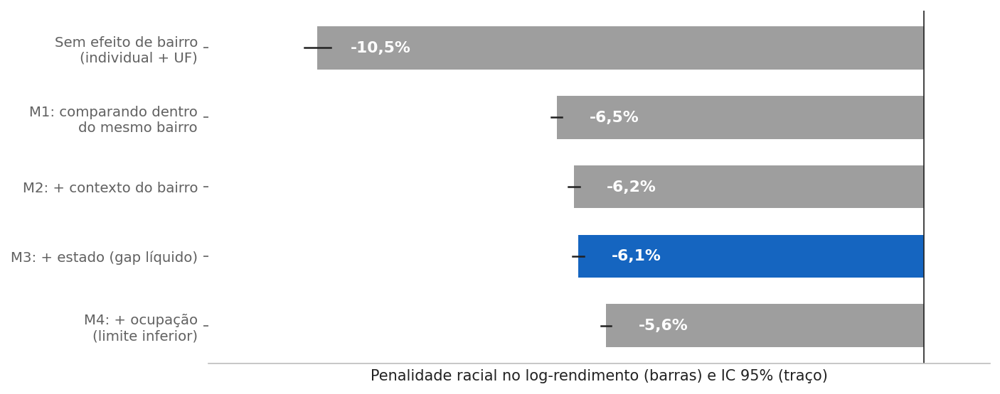 Sem efeito de bairro
(individual + UF)
-10,5%
M1: comparando dentro
do mesmo bairro
-6,5%
M2: + contexto do bairro
-6,2%
M3: + estado (gap líquido)
-6,1%
M4: + ocupação
(limite inferior)
-5,6%
Penalidade racial no log-rendimento (barras) e IC 95% (traço)